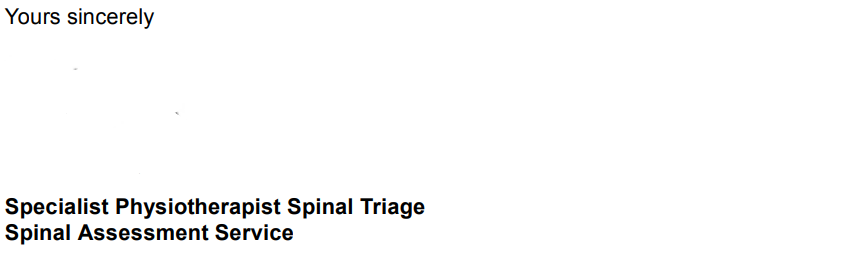 Yours sincerely
Specialist Physiotherapist Spinal Triage
Spinal Assessment Service